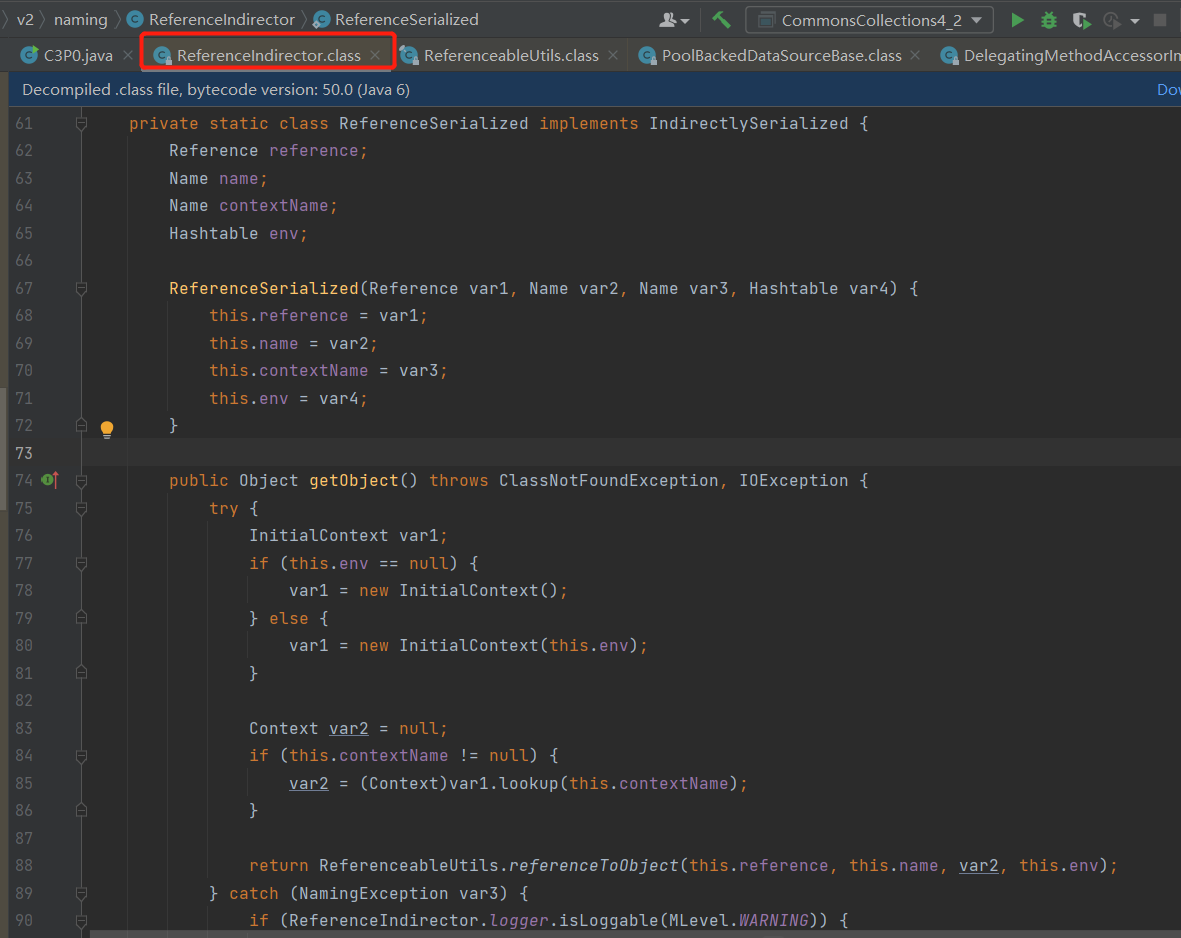 v2 naming ReferenceIndirector ReferenceSerialized CommonsCollections4_2
C3P0.java ReferenceIndirector.class ReferenceableUtils.class PoolBackedDataSourceBase.class DelegatingMethodAccessorIm
Decompiled .class file, bytecode version: 50.0 (Java 6) Dov
61 private static class ReferenceSerialized implements IndirectlySerialized {
62 Reference reference;
63 Name name;
64 Name contextName;
65 Hashtable env;
66
67 ReferenceSerialized(Reference var1, Name var2, Name var3, Hashtable var4) {
68 this.reference = var1;
69 this.name = var2;
70 this.contextName = var3;
71 this.env = var4;
72 }
73
74 public Object getObject() throws ClassNotFoundException, IOException {
75 try {
76 InitialContext var1;
77 if (this.env == null) {
78 var1 = new InitialContext();
79 } else {
80 var1 = new InitialContext(this.env);
81 }
82
83 Context var2 = null;
84 if (this.contextName != null) {
85 var2 = (Context)var1.lookup(this.contextName);
86 }
87
88 return ReferenceableUtils.referenceToObject(this.reference, this.name, var2, this.env);
89 } catch (NamingException var3) {
90 if (ReferenceIndirector.logger.isLoggable(MLevel.WARNING)) {